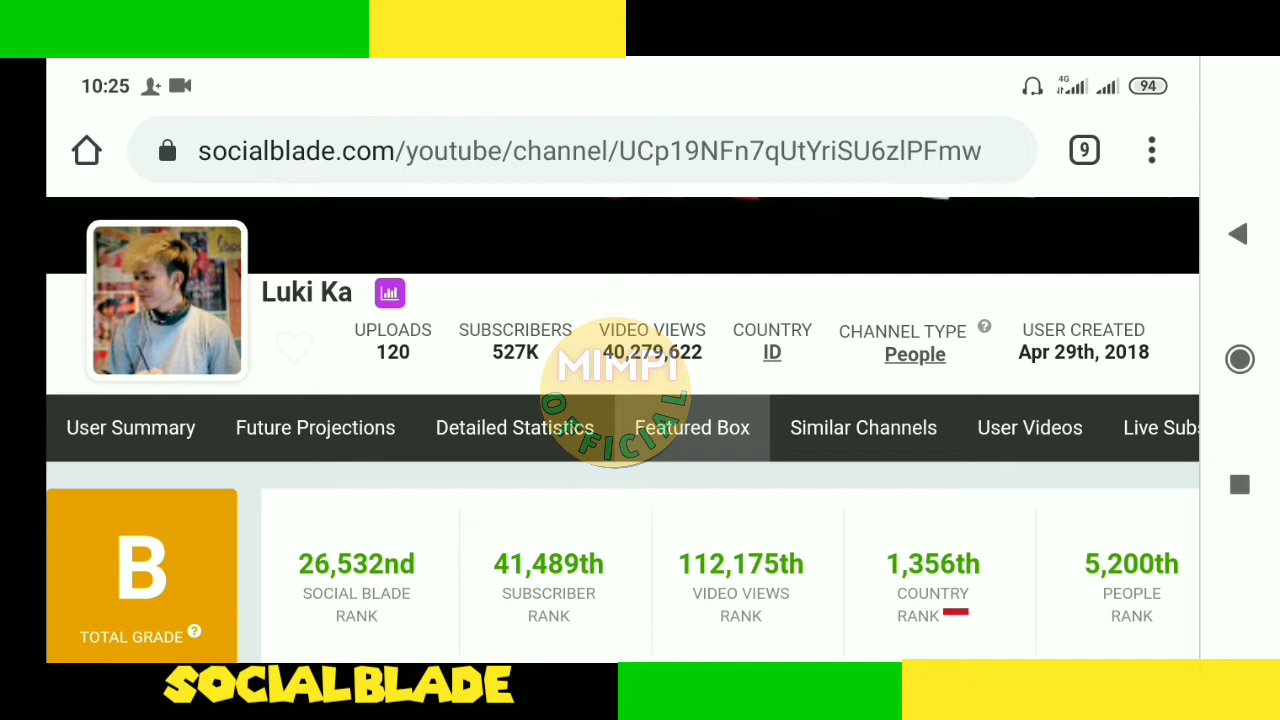 10:25 4G 94
socialblade.com/youtube/channel/UCp19NFn7qUtYriSU6zlPFmw 9
Luki Ka
UPLOADS SUBSCRIBERS VIDEO VIEWS COUNTRY CHANNEL TYPE ? USER CREATED
120 527K 40,279,622 ID People Apr 29th, 2018
MIMPI
OFFICIAL
User Summary Future Projections Detailed Statistics Featured Box Similar Channels User Videos Live Subs
B
TOTAL GRADE ?
26,532nd 41,489th 112,175th 1,356th 5,200th
SOCIAL BLADE SUBSCRIBER VIDEO VIEWS COUNTRY PEOPLE
RANK RANK RANK RANK RANK
SOCIALBLADE